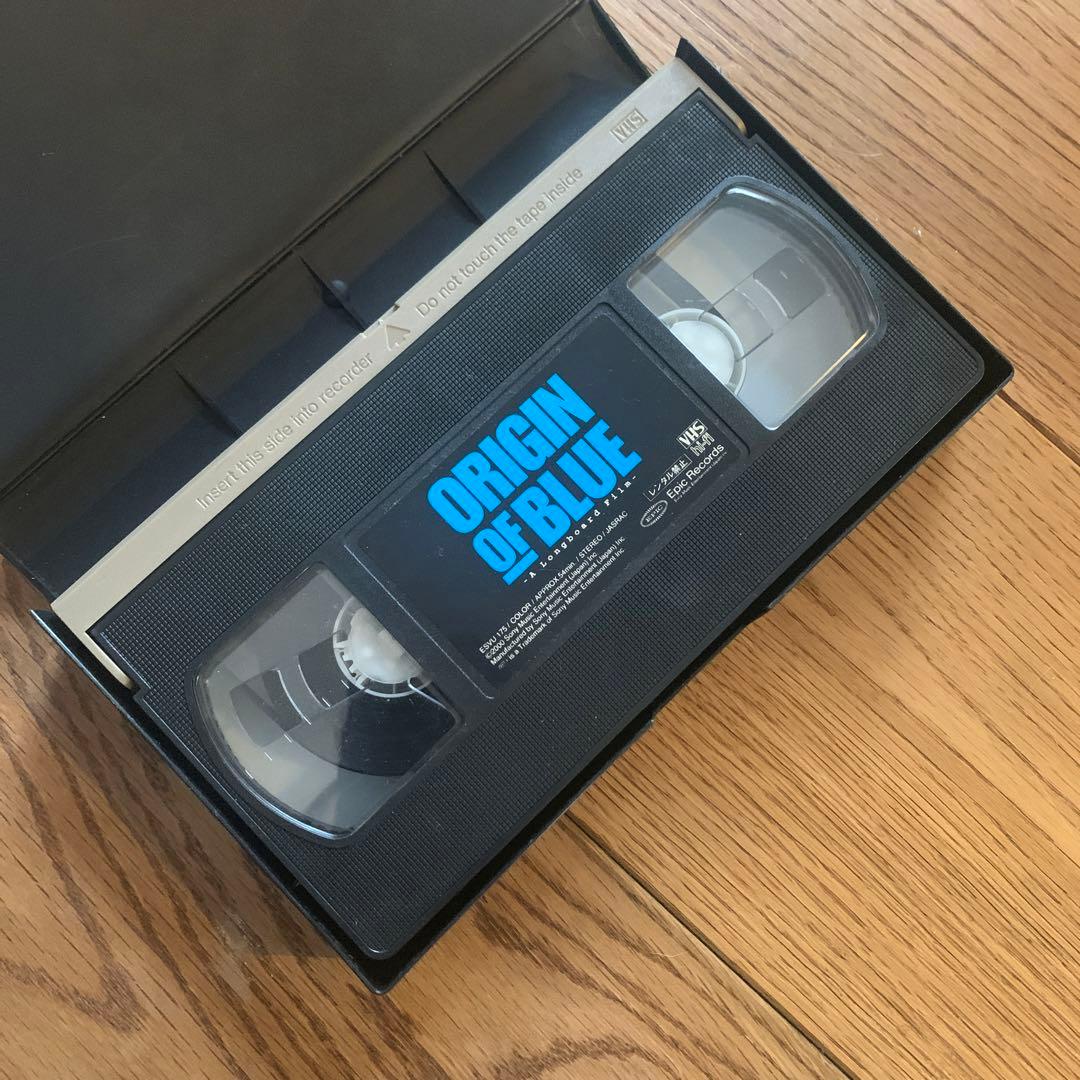 VHS
Insert this side into recorder
Do not touch the tape inside
ORIGIN
OF BLUE
-A Longboard Film-
VHS
hi-fi
レンタル禁止
EPIC
Epic Records
ESVU 175 / COLOR / APPROX 54min / STEREO / JASRAC
©2000 Sony Music Entertainment (Japan) Inc
Manufactured by Sony Music Entertainment (Japan) Inc
is a Trademark of Sony Music Entertainment Inc